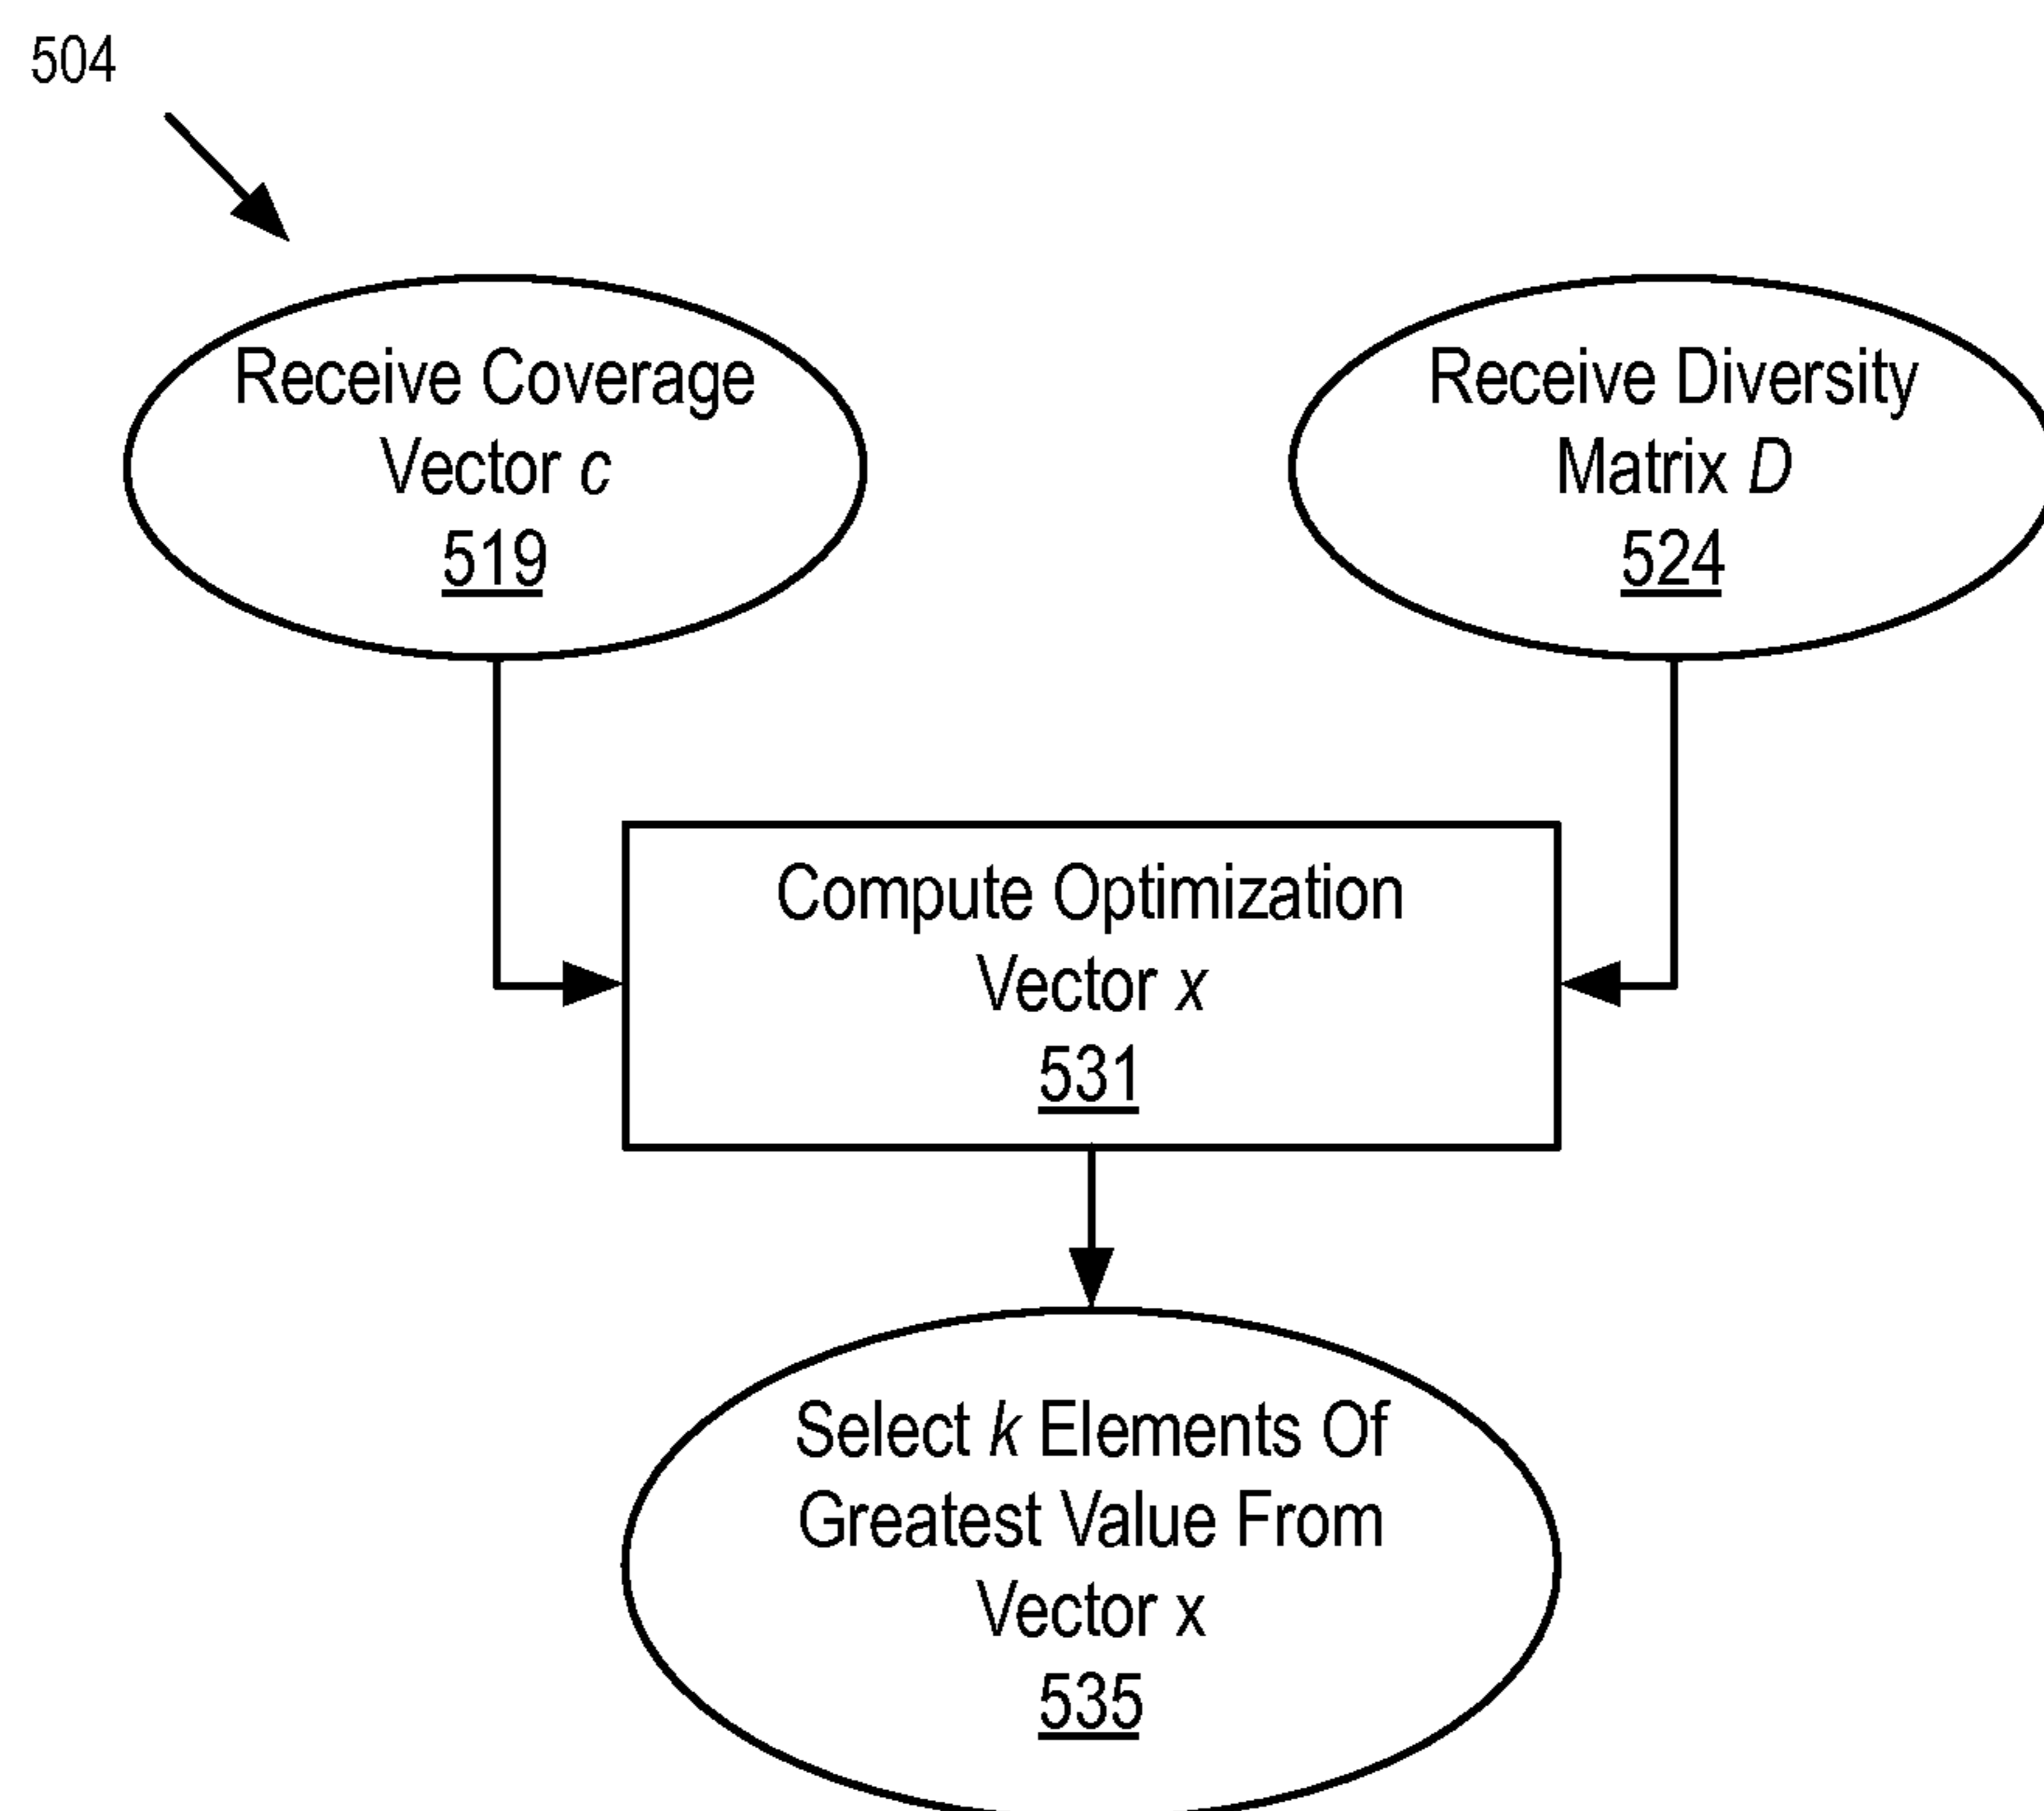 504
Receive Coverage
Vector c
519
Receive Diversity
Matrix D
524
Compute Optimization
Vector x
531
Select k Elements Of
Greatest Value From
Vector x
535